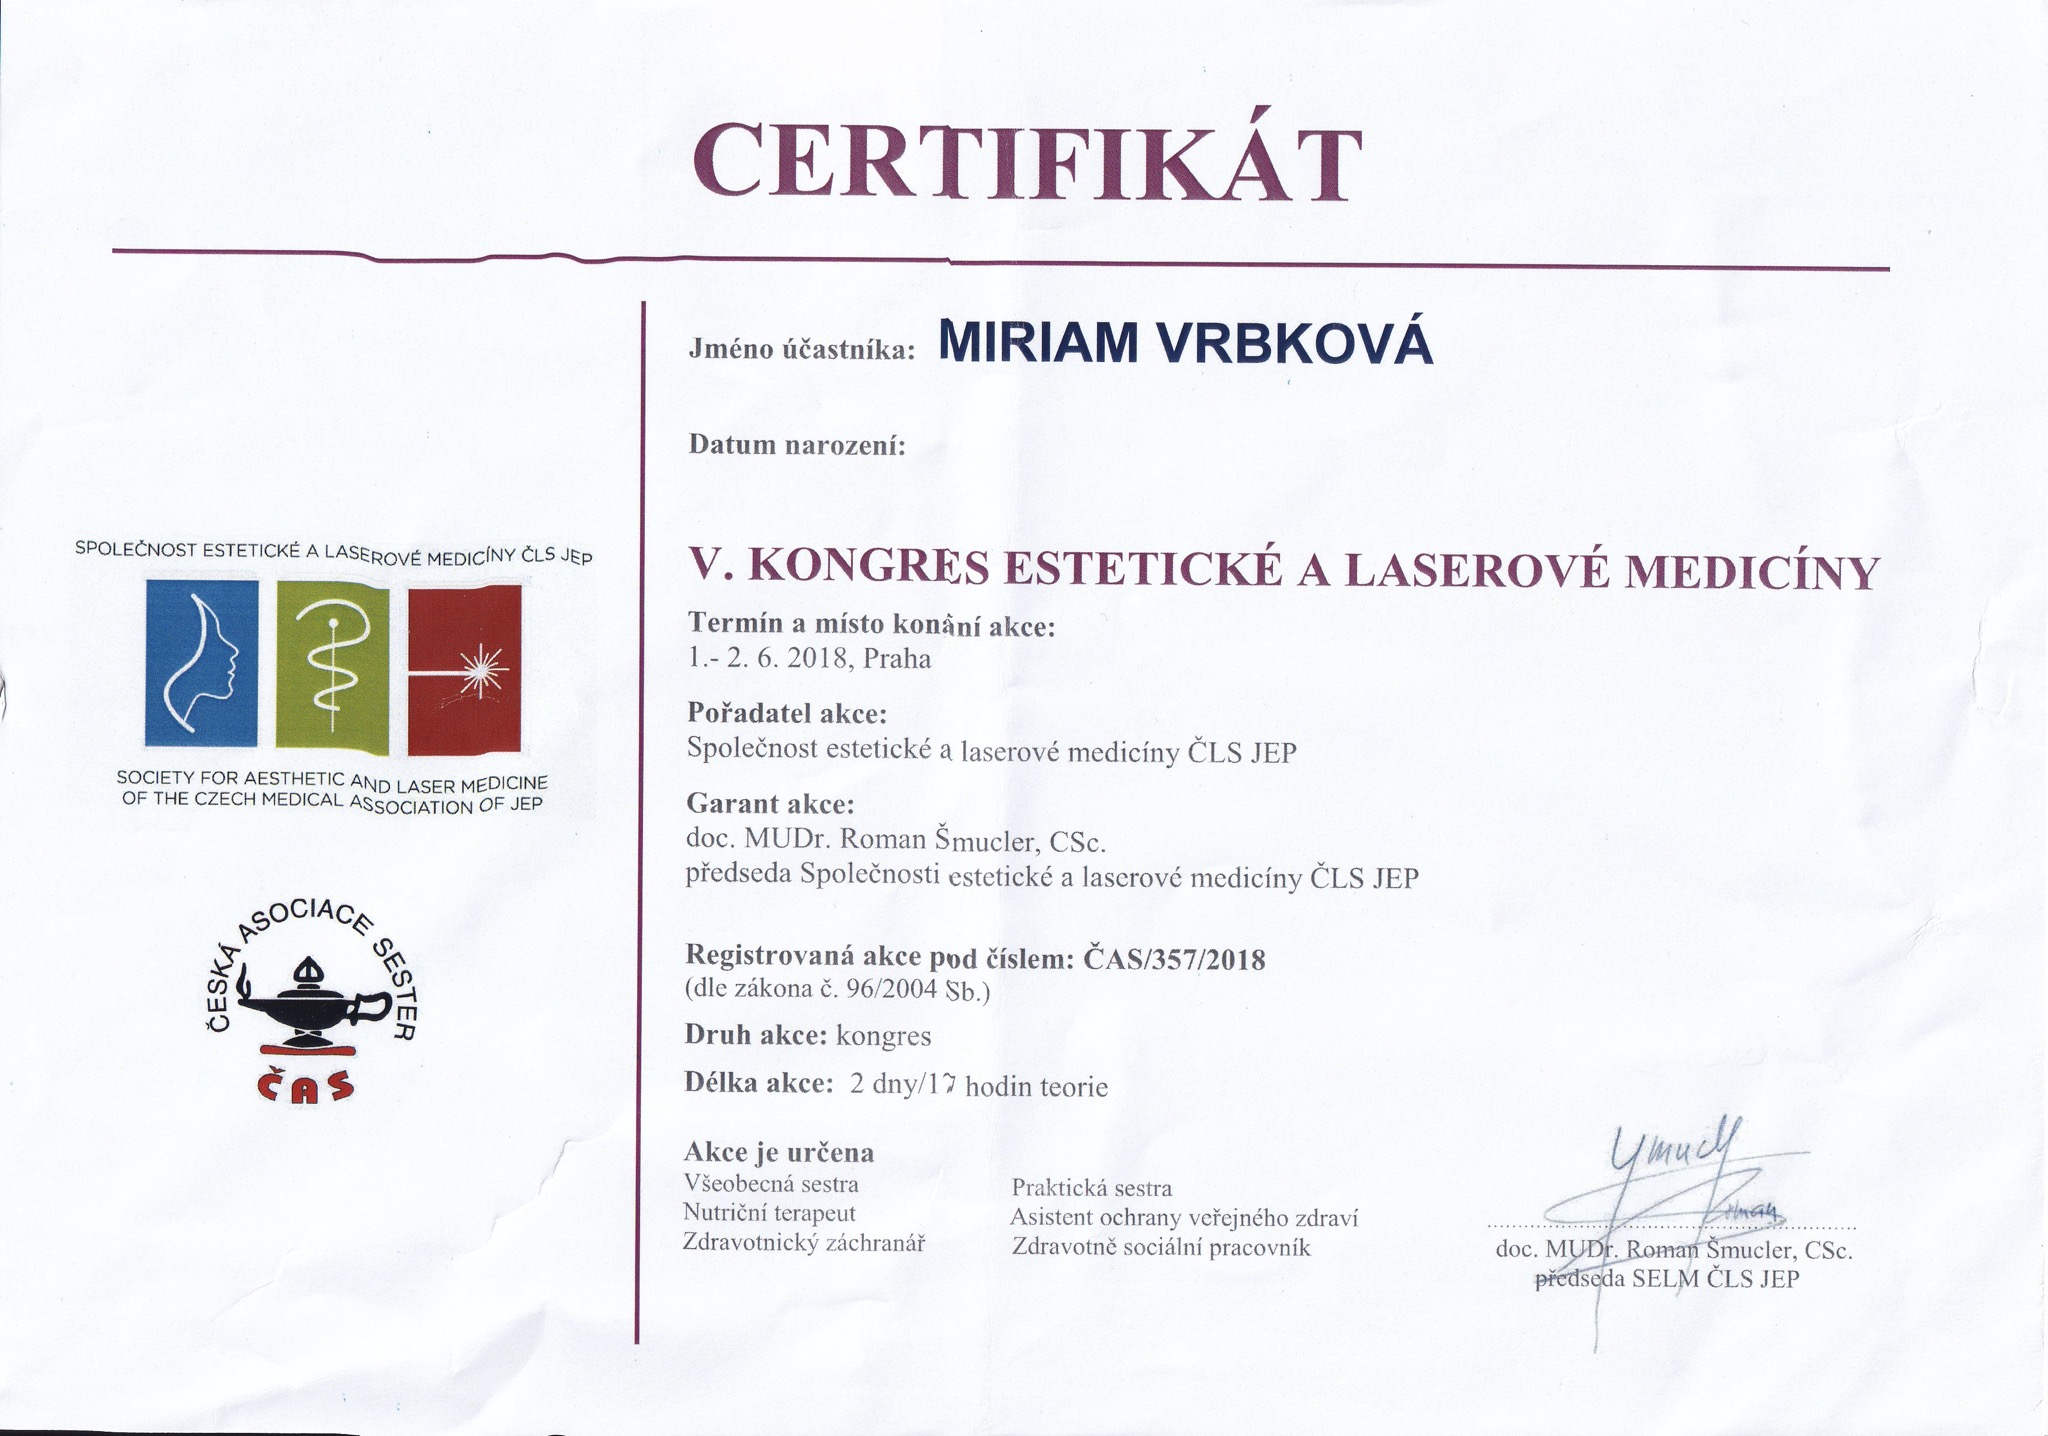 CERTIFIKÁT
Jméno účastníka: MIRIAM VRBKOVÁ
Datum narození:
SPOLEČNOST ESTETICKÉ A LASEROVÉ MEDICÍNY ČLS JEP
SOCIETY FOR AESTHETIC AND LASER MEDICINE
OF THE CZECH MEDICAL ASSOCIATION OF JEP
ČESKÁ ASOCIACE SESTER
ČAS
V. KONGRES ESTETICKÉ A LASEROVÉ MEDICÍNY
Termín a místo konání akce:
1.- 2. 6. 2018, Praha
Pořadatel akce:
Společnost estetické a laserové medicíny ČLS JEP
Garant akce:
doc. MUDr. Roman Šmucler, CSc.
předseda Společnosti estetické a laserové medicíny ČLS JEP
Registrovaná akce pod číslem: ČAS/357/2018
(dle zákona č. 96/2004 Sb.)
Druh akce: kongres
Délka akce: 2 dny/17 hodin teorie
Akce je určena
Všeobecná sestra
Nutriční terapeut
Zdravotnický záchranář
Praktická sestra
Asistent ochrany veřejného zdraví
Zdravotně sociální pracovník
doc. MUDr. Roman Šmucler, CSc.
předseda SELM ČLS JEP